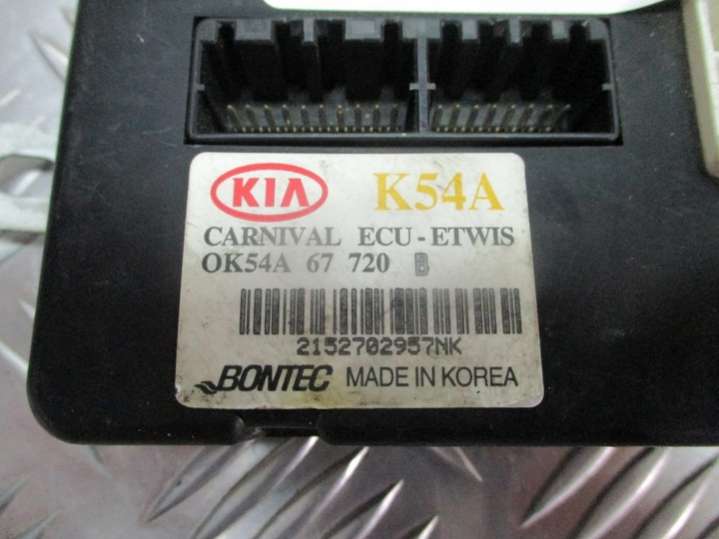 KIA K54A
CARNIVAL ECU-ETWIS
OK54A 67 720 B
2152702957NK
BONTEC MADE IN KOREA